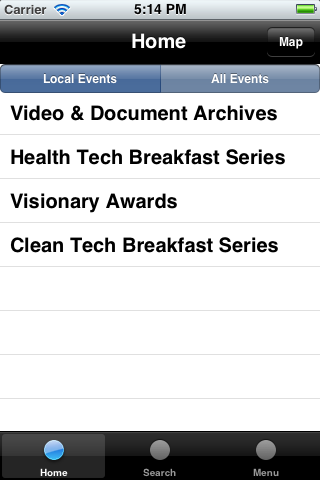 Carrier 5:14 PM
Home Map
Local Events All Events
Video & Document Archives
Health Tech Breakfast Series
Visionary Awards
Clean Tech Breakfast Series
Home Search Menu